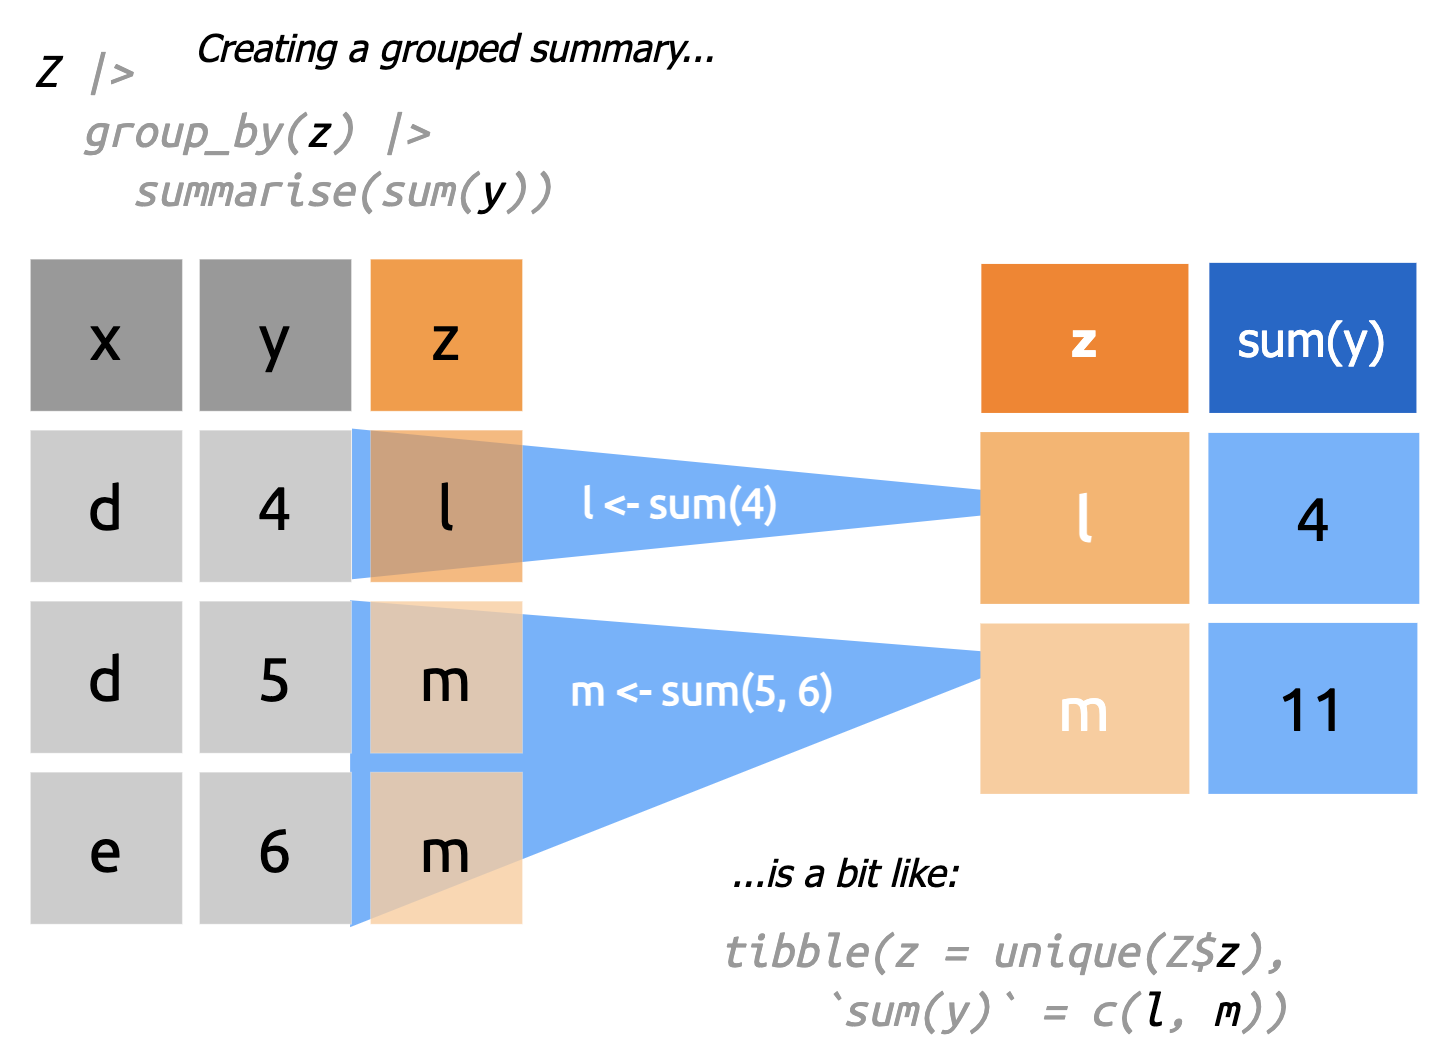 Creating a grouped summary...
Z |>
group_by(z) |>
summarise(sum(y))
x y z
d 4 l
d 5 m
e 6 m
l <- sum(4)
m <- sum(5, 6)
z sum(y)
l 4
m 11
...is a bit like:
tibble(z = unique(Z$z),
`sum(y)` = c(l, m))